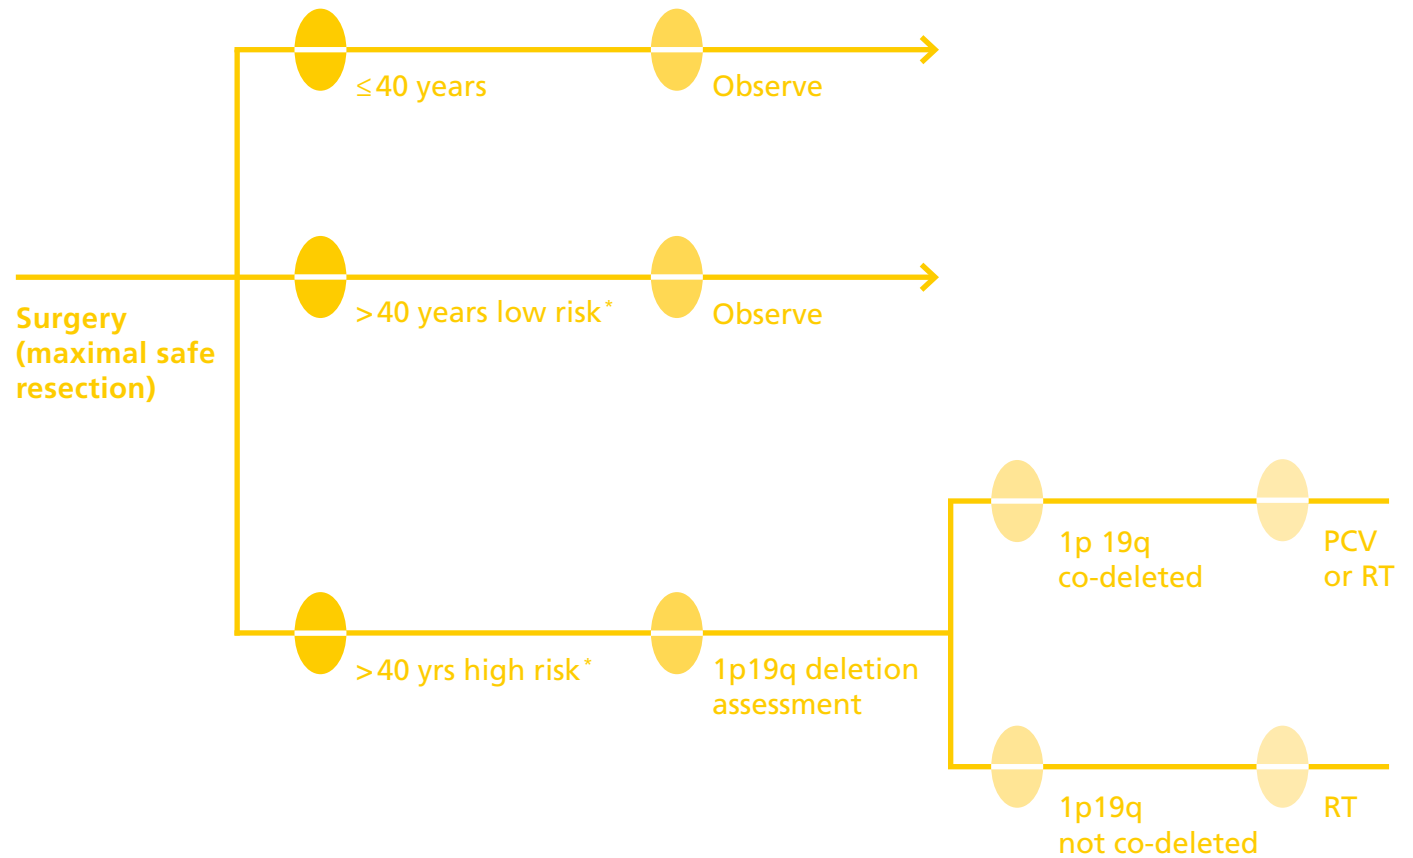 ≤40 years
Observe
Surgery
(maximal safe
resection)
>40 years low risk*
Observe
>40 yrs high risk*
1p19q deletion
assessment
1p 19q
co-deleted
PCV
or RT
1p19q
not co-deleted
RT